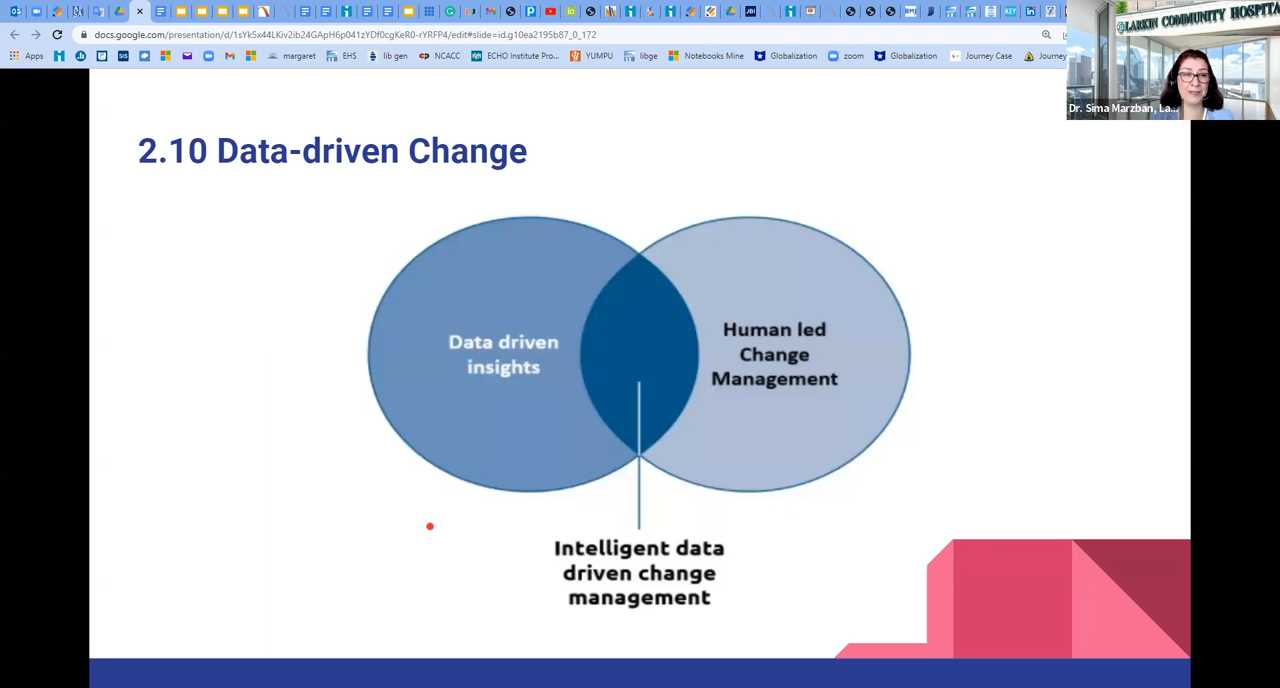 docs.google.com/presentation/d/1sYk5x44LKiv2ib24GApH6p041zYDf0cgKeR0-rYJFP4/edit#slide=id.g10ea2195b87_0_172
Apps margaret EHS lib gen NCACC ECHO Institute Pro... YUMPU libge Notebooks Mine Globalization zoom Globalization Journey Case Journey
LARKIN COMMUNITY HOSPITA
Dr. Sima Marzban, La...
2.10 Data-driven Change
Data driven
insights
Human led
Change
Management
Intelligent data
driven change
management